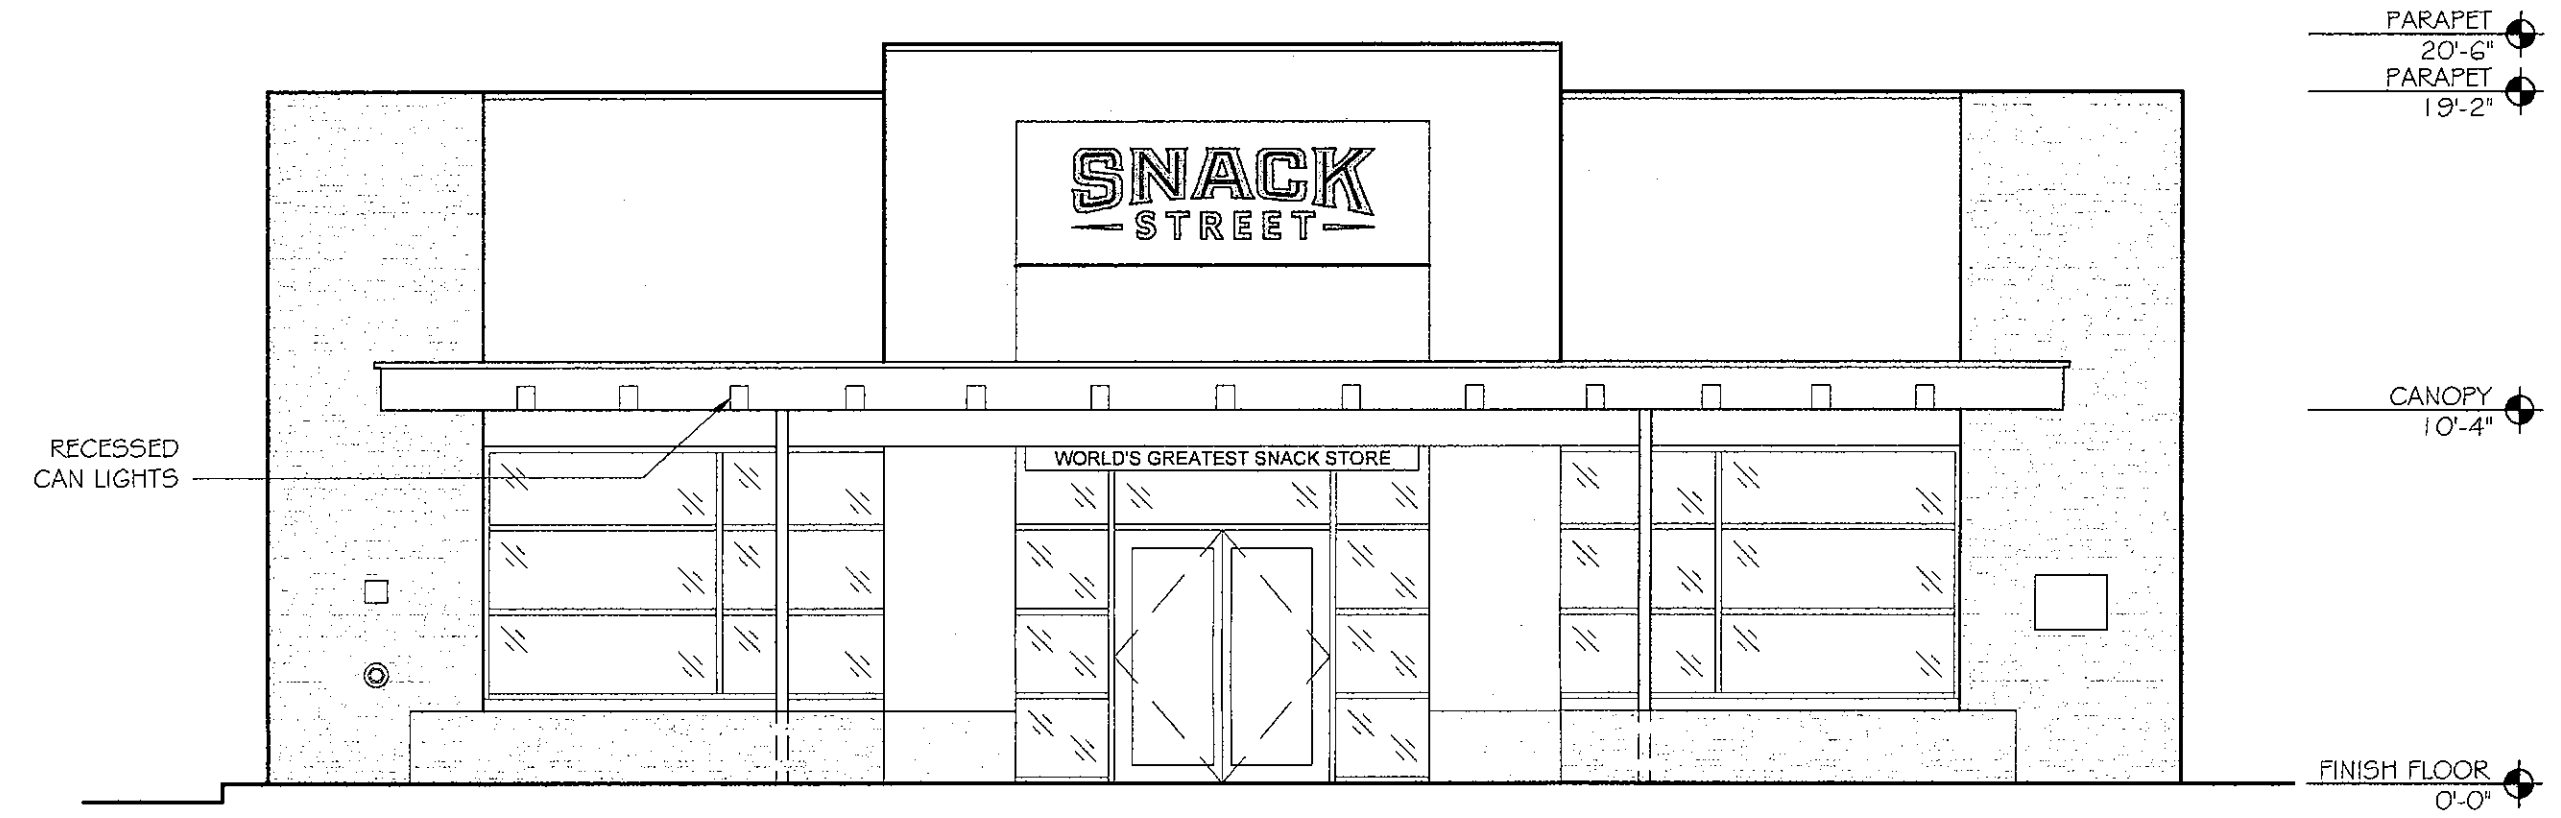 PARAPET
20'-6"
PARAPET
19'-2"
SNACK
STREET
CANOPY
10'-4"
RECESSED
CAN LIGHTS
WORLD'S GREATEST SNACK STORE
FINISH FLOOR
0'-0"